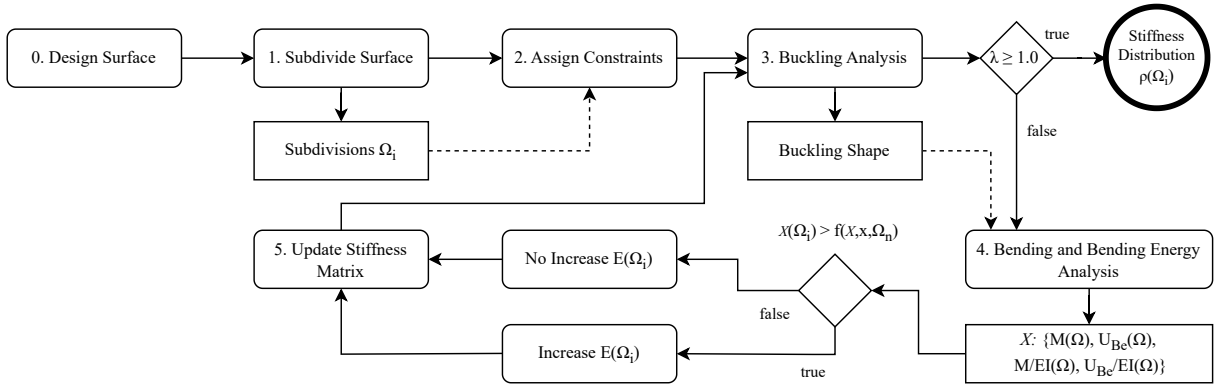 0. Design Surface
1. Subdivide Surface
2. Assign Constraints
3. Buckling Analysis
λ ≥ 1.0
true
Stiffness
Distribution
ρ(Ωᵢ)
false
Subdivisions Ωᵢ
Buckling Shape
X(Ωᵢ) > f(X,x,Ωₙ)
5. Update Stiffness
Matrix
No Increase E(Ωᵢ)
4. Bending and Bending Energy
Analysis
false
Increase E(Ωᵢ)
true
X: {M(Ω), U_Be(Ω),
M/EI(Ω), U_Be/EI(Ω)}